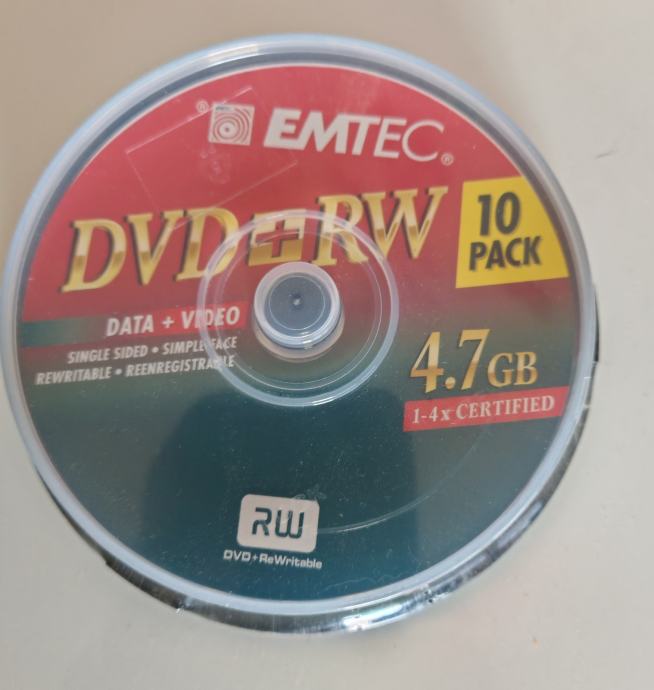 ® EMTEC®
DVD+RW
10
PACK
DATA + VIDEO
SINGLE SIDED • SIMPLE FACE
REWRITABLE • REENREGISTRABLE
4.7GB
1-4x CERTIFIED
RW
DVD+ReWritable